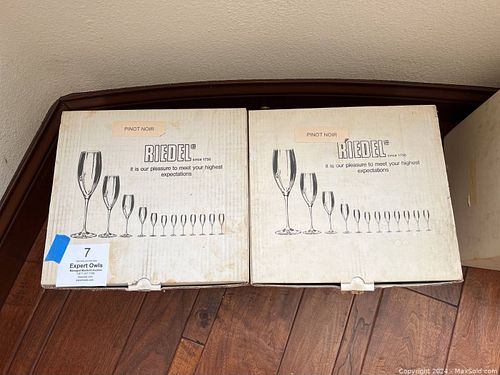 PINOT NOIR
RIEDEL
since 1756
It is our pleasure to meet your highest
expectations
7
Expert Owls
PINOT NOIR
RIEDEL
since 1756
It is our pleasure to meet your highest
expectations
Copyright 2024 - MaxSold.com